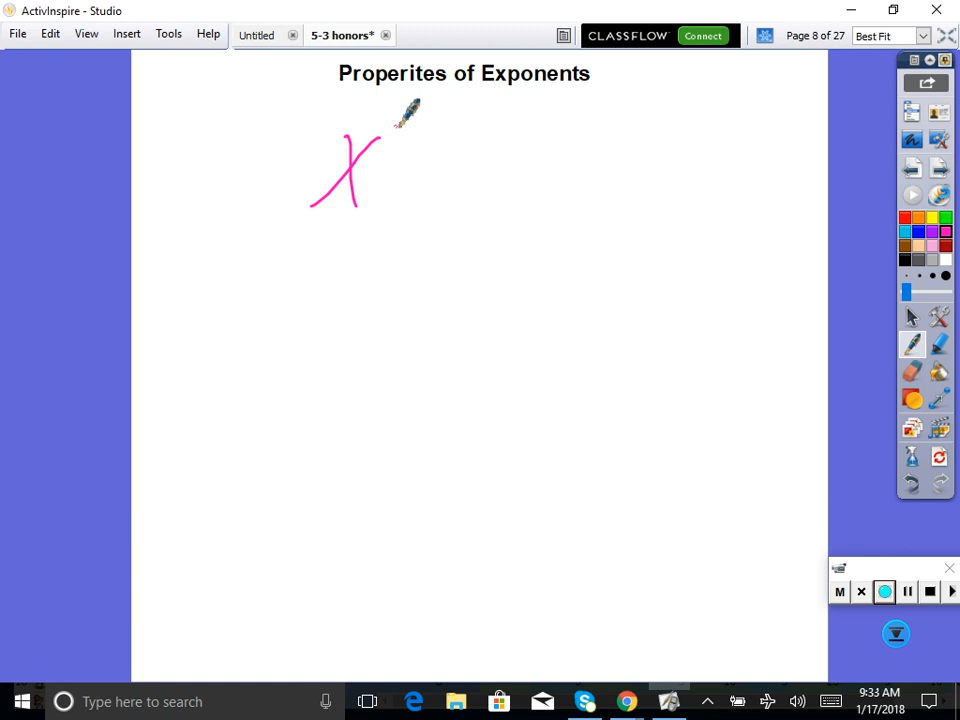 ActivInspire - Studio
File Edit View Insert Tools Help Untitled 5-3 honors* CLASSFLOW Connect Page 8 of 27 Best Fit
Properites of Exponents
x
M
Type here to search
9:33 AM
1/17/2018